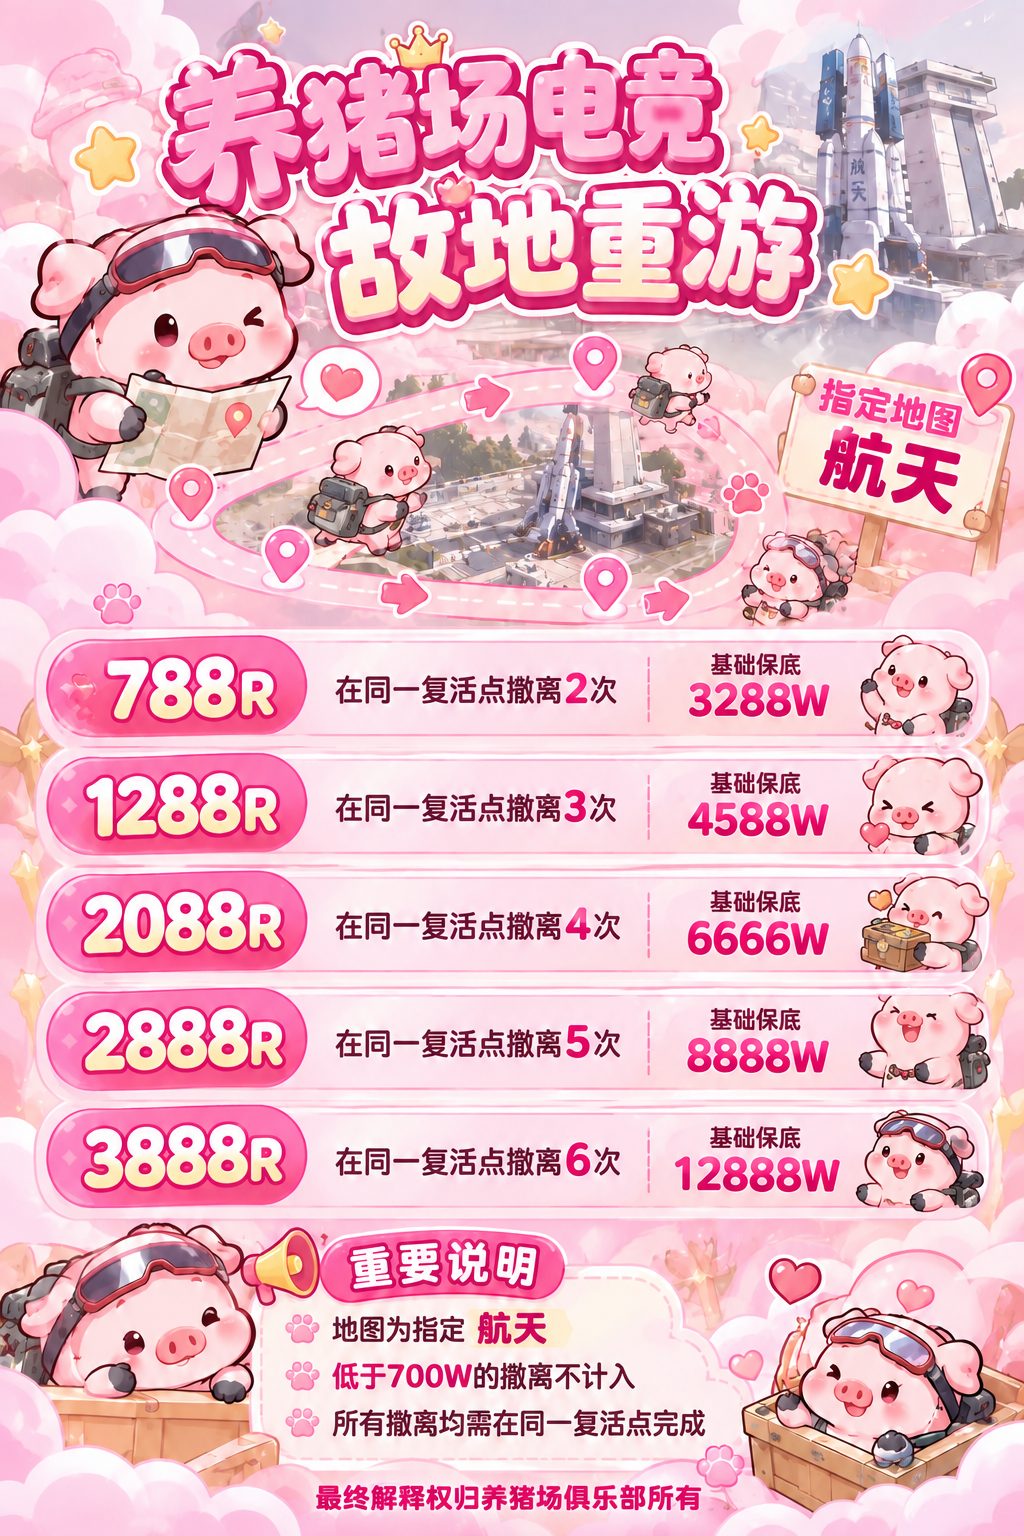 养猪场电竞
故地重游
航天
指定地图
航天
788R
在同一复活点撤离2次
基础保底
3288W
1288R
在同一复活点撤离3次
基础保底
4588W
2088R
在同一复活点撤离4次
基础保底
6666W
2888R
在同一复活点撤离5次
基础保底
8888W
3888R
在同一复活点撤离6次
基础保底
12888W
重要说明
地图为指定 航天
低于700W的撤离不计入
所有撤离均需在同一复活点完成
最终解释权归养猪场俱乐部所有